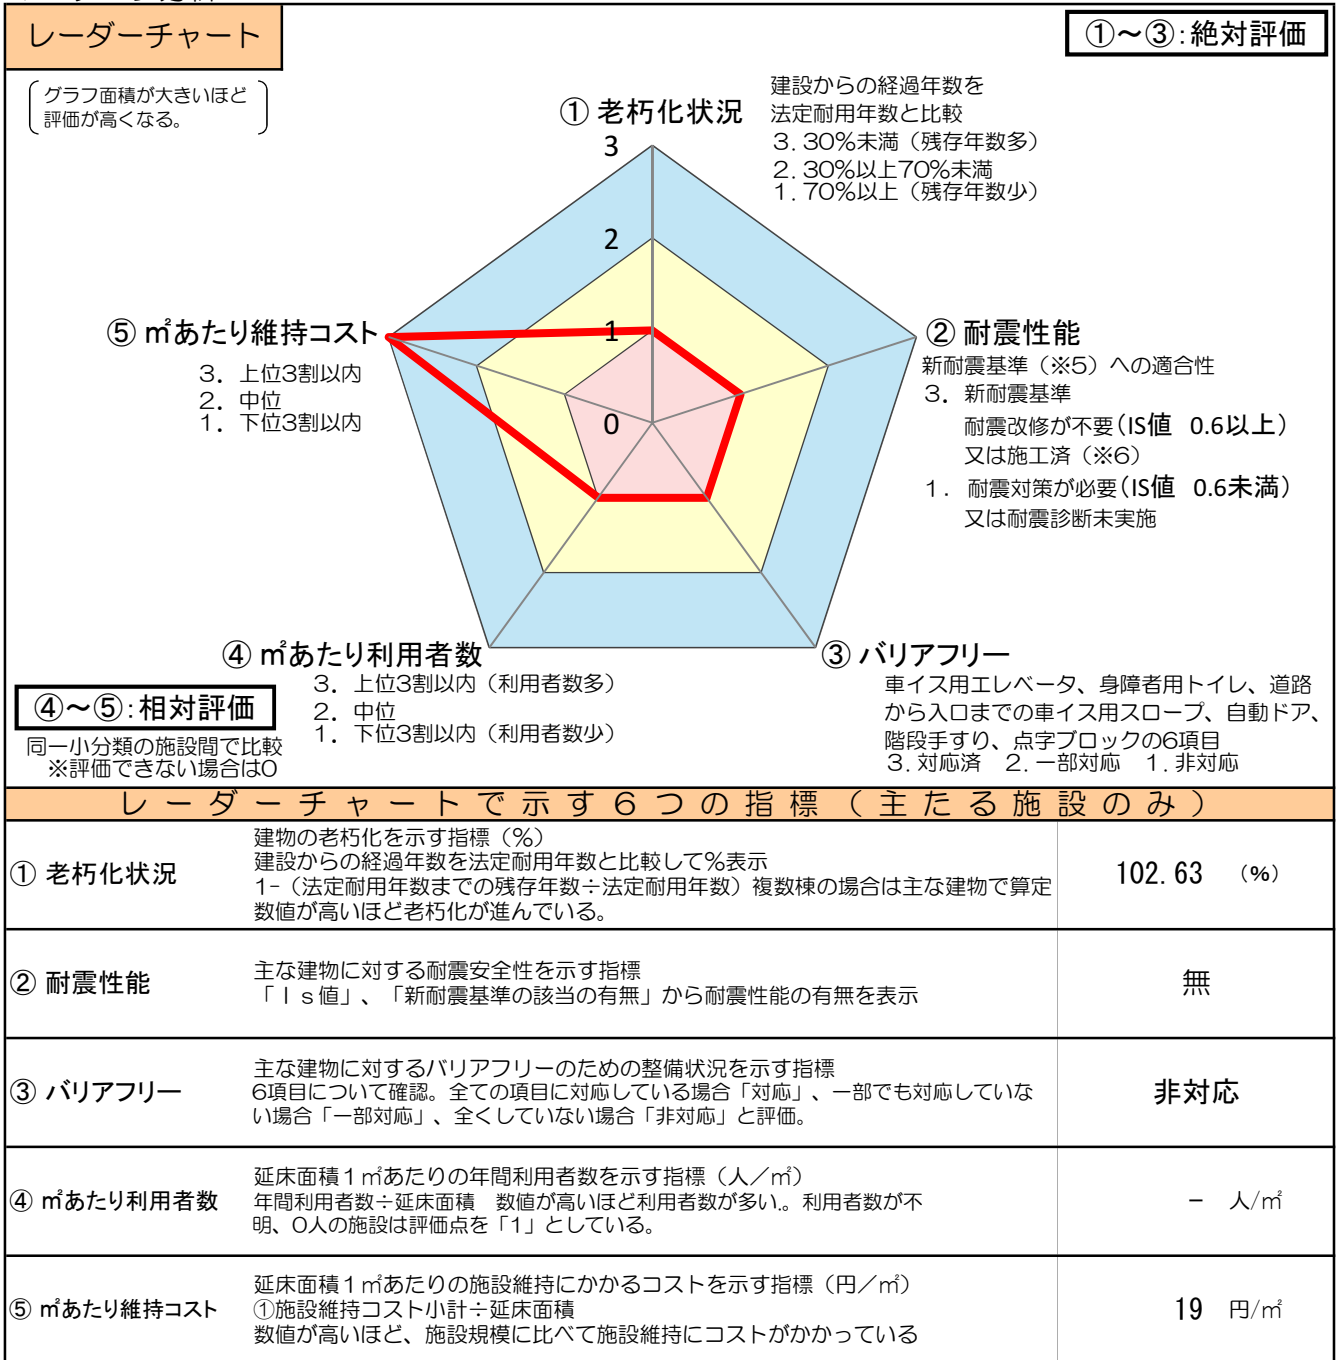 レーダーチャート
①～③:絶対評価
グラフ面積が大きいほど
評価が高くなる。
① 老朽化状況
建設からの経過年数を
法定耐用年数と比較
3. 30%未満（残存年数多）
2. 30%以上70%未満
1. 70%以上（残存年数少）
3
2
1
0
⑤ ㎡あたり維持コスト
3. 上位3割以内
2. 中位
1. 下位3割以内
② 耐震性能
新耐震基準（※5）への適合性
3. 新耐震基準
耐震改修が不要(IS値 0.6以上)
又は施工済（※6）
1. 耐震対策が必要(IS値 0.6未満)
又は耐震診断未実施
④ ㎡あたり利用者数
3. 上位3割以内（利用者数多）
2. 中位
1. 下位3割以内（利用者数少）
③ バリアフリー
車イス用エレベータ、身障者用トイレ、道路
から入口までの車イス用スロープ、自動ドア、
階段手すり、点字ブロックの6項目
3. 対応済 2. 一部対応 1. 非対応
④～⑤:相対評価
同一小分類の施設間で比較
※評価できない場合は0
レーダーチャートで示す６つの指標（主たる施設のみ）
① 老朽化状況
建物の老朽化を示す指標（%）
建設からの経過年数を法定耐用年数と比較して%表示
1-（法定耐用年数までの残存年数÷法定耐用年数）複数棟の場合は主な建物で算定
数値が高いほど老朽化が進んでいる。
102.63 （%）
② 耐震性能
主な建物に対する耐震安全性を示す指標
「Ｉｓ値」、「新耐震基準の該当の有無」から耐震性能の有無を表示
無
③ バリアフリー
主な建物に対するバリアフリーのための整備状況を示す指標
6項目について確認。全ての項目に対応している場合「対応」、一部でも対応していな
い場合「一部対応」、全くしていない場合「非対応」と評価。
非対応
④ ㎡あたり利用者数
延床面積１㎡あたりの年間利用者数を示す指標（人／㎡）
年間利用者数÷延床面積 数値が高いほど利用者数が多い。利用者数が不
明、0人の施設は評価点を「1」としている。
－ 人/㎡
⑤ ㎡あたり維持コスト
延床面積１㎡あたりの施設維持にかかるコストを示す指標（円／㎡）
①施設維持コスト小計÷延床面積
数値が高いほど、施設規模に比べて施設維持にコストがかかっている
19 円/㎡